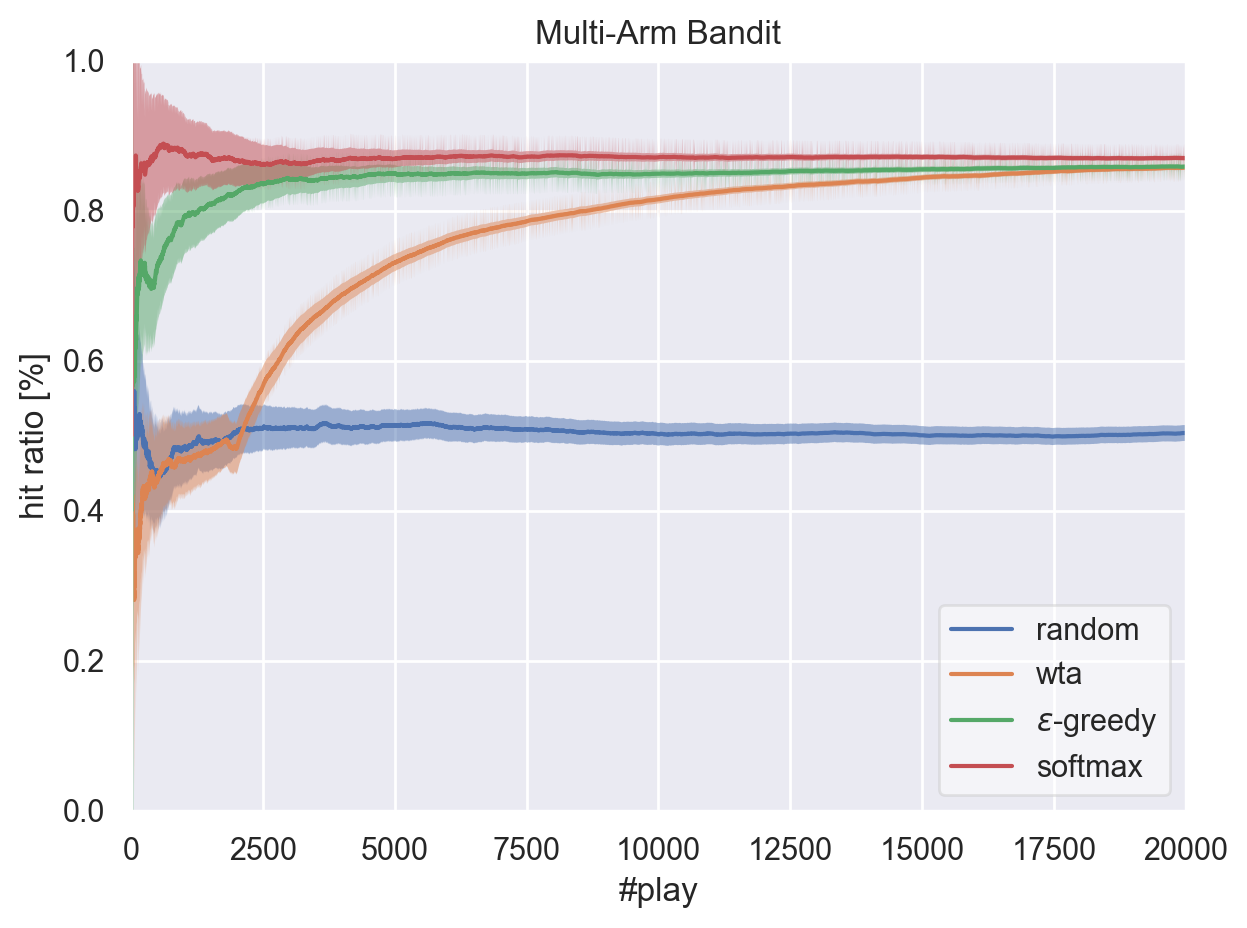 Multi-Arm Bandit
1.0
0.8
0.6
0.4
0.2
0.0
hit ratio [%]
0 2500 5000 7500 10000 12500 15000 17500 20000
#play
random
wta
ε-greedy
softmax